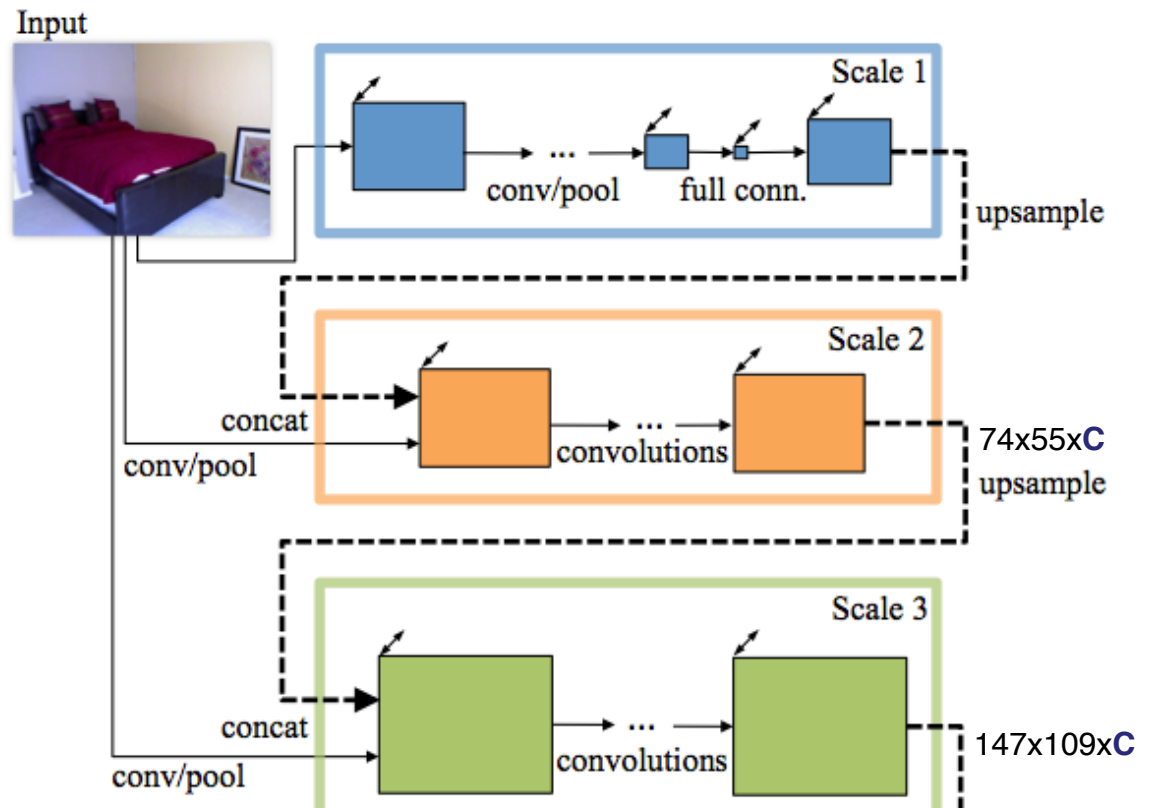 Input
Scale 1
...
conv/pool
full conn.
upsample
Scale 2
concat
...
convolutions
conv/pool
74x55xC
upsample
Scale 3
concat
...
convolutions
conv/pool
147x109xC